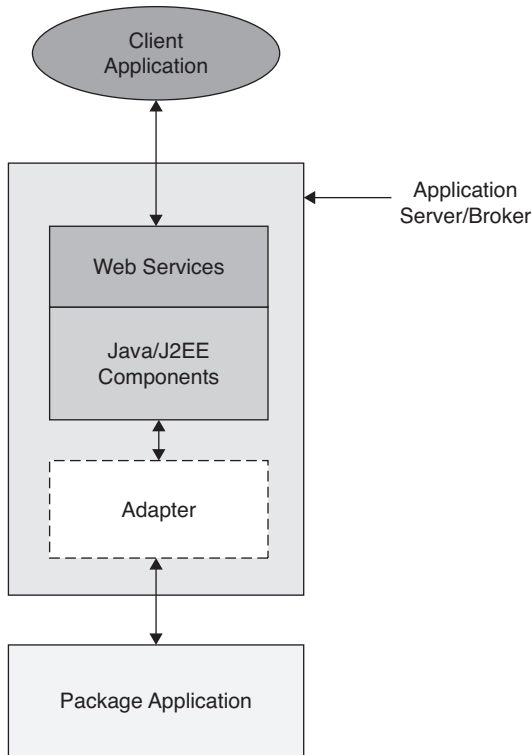 Client
Application
Application
Server/Broker
Web Services
Java/J2EE
Components
Adapter
Package Application